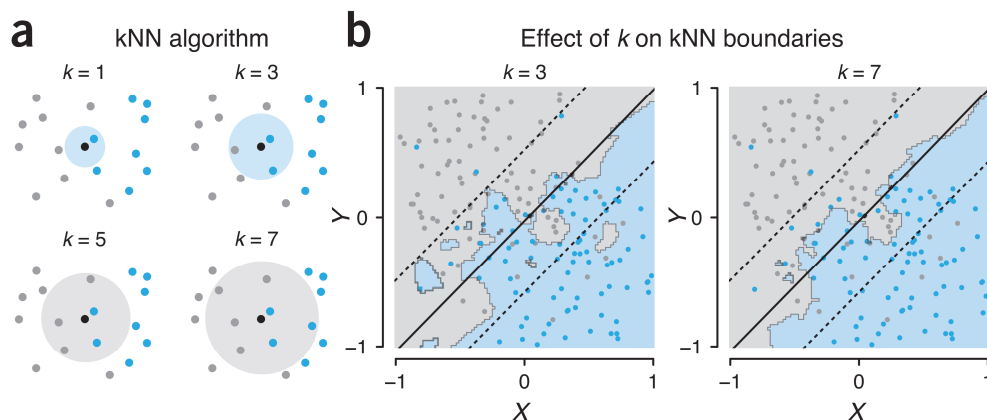 a
kNN algorithm
k = 1
k = 3
k = 5
k = 7
b
Effect of k on kNN boundaries
k = 3
1
Y
0
−1
−1
0
1
X
k = 7
1
Y
0
−1
−1
0
1
X